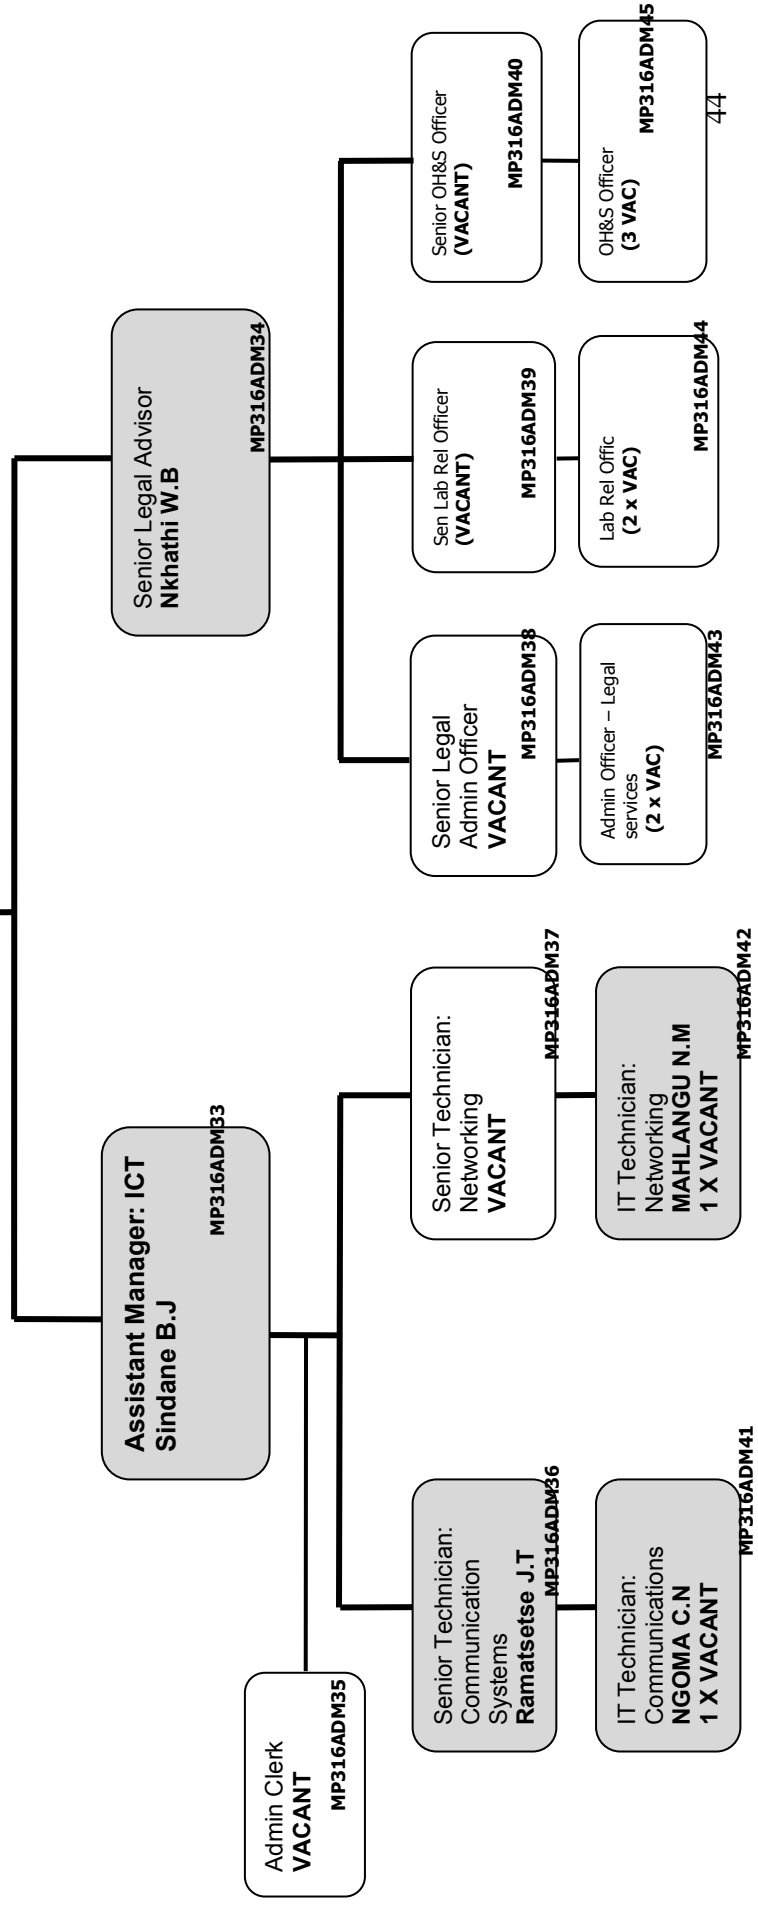 Assistant Manager: ICT
Sindane B.J
MP316ADM33
Senior Legal Advisor
Nkhathi W.B
MP316ADM34
Admin Clerk
VACANT
MP316ADM35
Senior Technician:
Communication
Systems
Ramatsetse J.T
MP316ADM36
Senior Technician:
Networking
VACANT
MP316ADM37
Senior Legal
Admin Officer
VACANT
MP316ADM38
Sen Lab Rel Officer
(VACANT)
MP316ADM39
Senior OH&S Officer
(VACANT)
MP316ADM40
IT Technician:
Communications
NGOMA C.N
1 X VACANT
MP316ADM41
IT Technician:
Networking
MAHLANGU N.M
1 X VACANT
MP316ADM42
Admin Officer – Legal
services
(2 x VAC)
MP316ADM43
Lab Rel Offic
(2 x VAC)
MP316ADM44
OH&S Officer
(3 VAC)
MP316ADM45
44